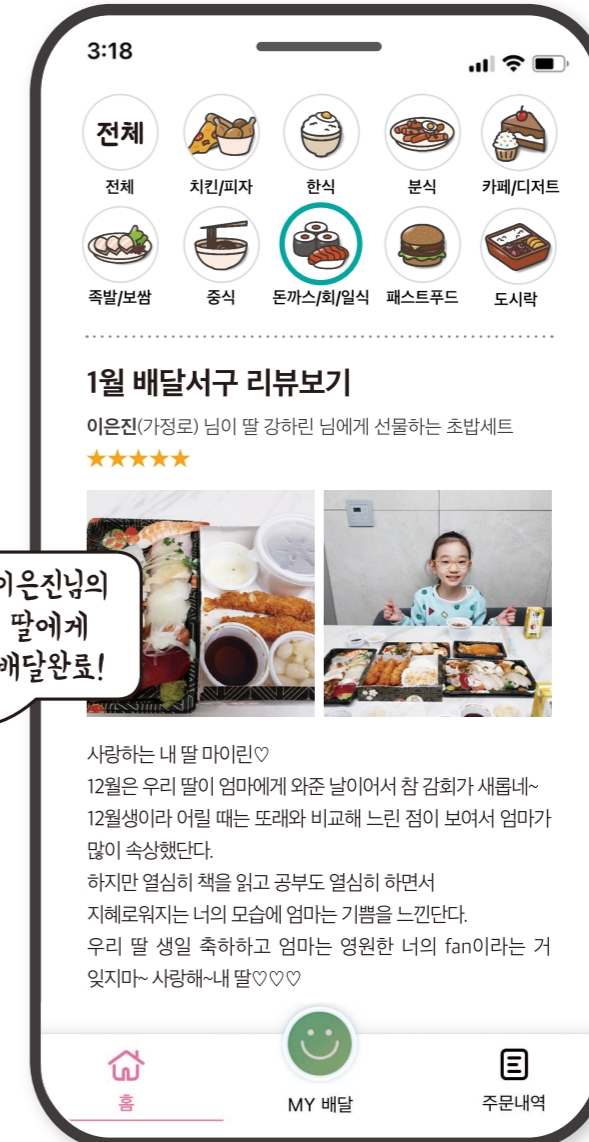 3:18
전체
전체 치킨/피자 한식 분식 카페/디저트
족발/보쌈 중식 돈까스/회/일식 패스트푸드 도시락
1월 배달서구 리뷰보기
이은진(가정로) 님이 딸 강하린 님에게 선물하는 초밥세트
★★★★★
이은진님의
딸에게
배달완료!
사랑하는 내 딸 마이린♡
12월은 우리 딸이 엄마에게 와준 날이어서 참 감회가 새롭네~
12월생이라 어릴 때는 또래와 비교해 느린 점이 보여서 엄마가
많이 속상했단다.
하지만 열심히 책을 읽고 공부도 열심히 하면서
지혜로워지는 너의 모습에 엄마는 기쁨을 느낀단다.
우리 딸 생일 축하하고 엄마는 영원한 너의 fan이라는 거
잊지마~ 사랑해~내 딸♡♡♡
홈 MY 배달 주문내역